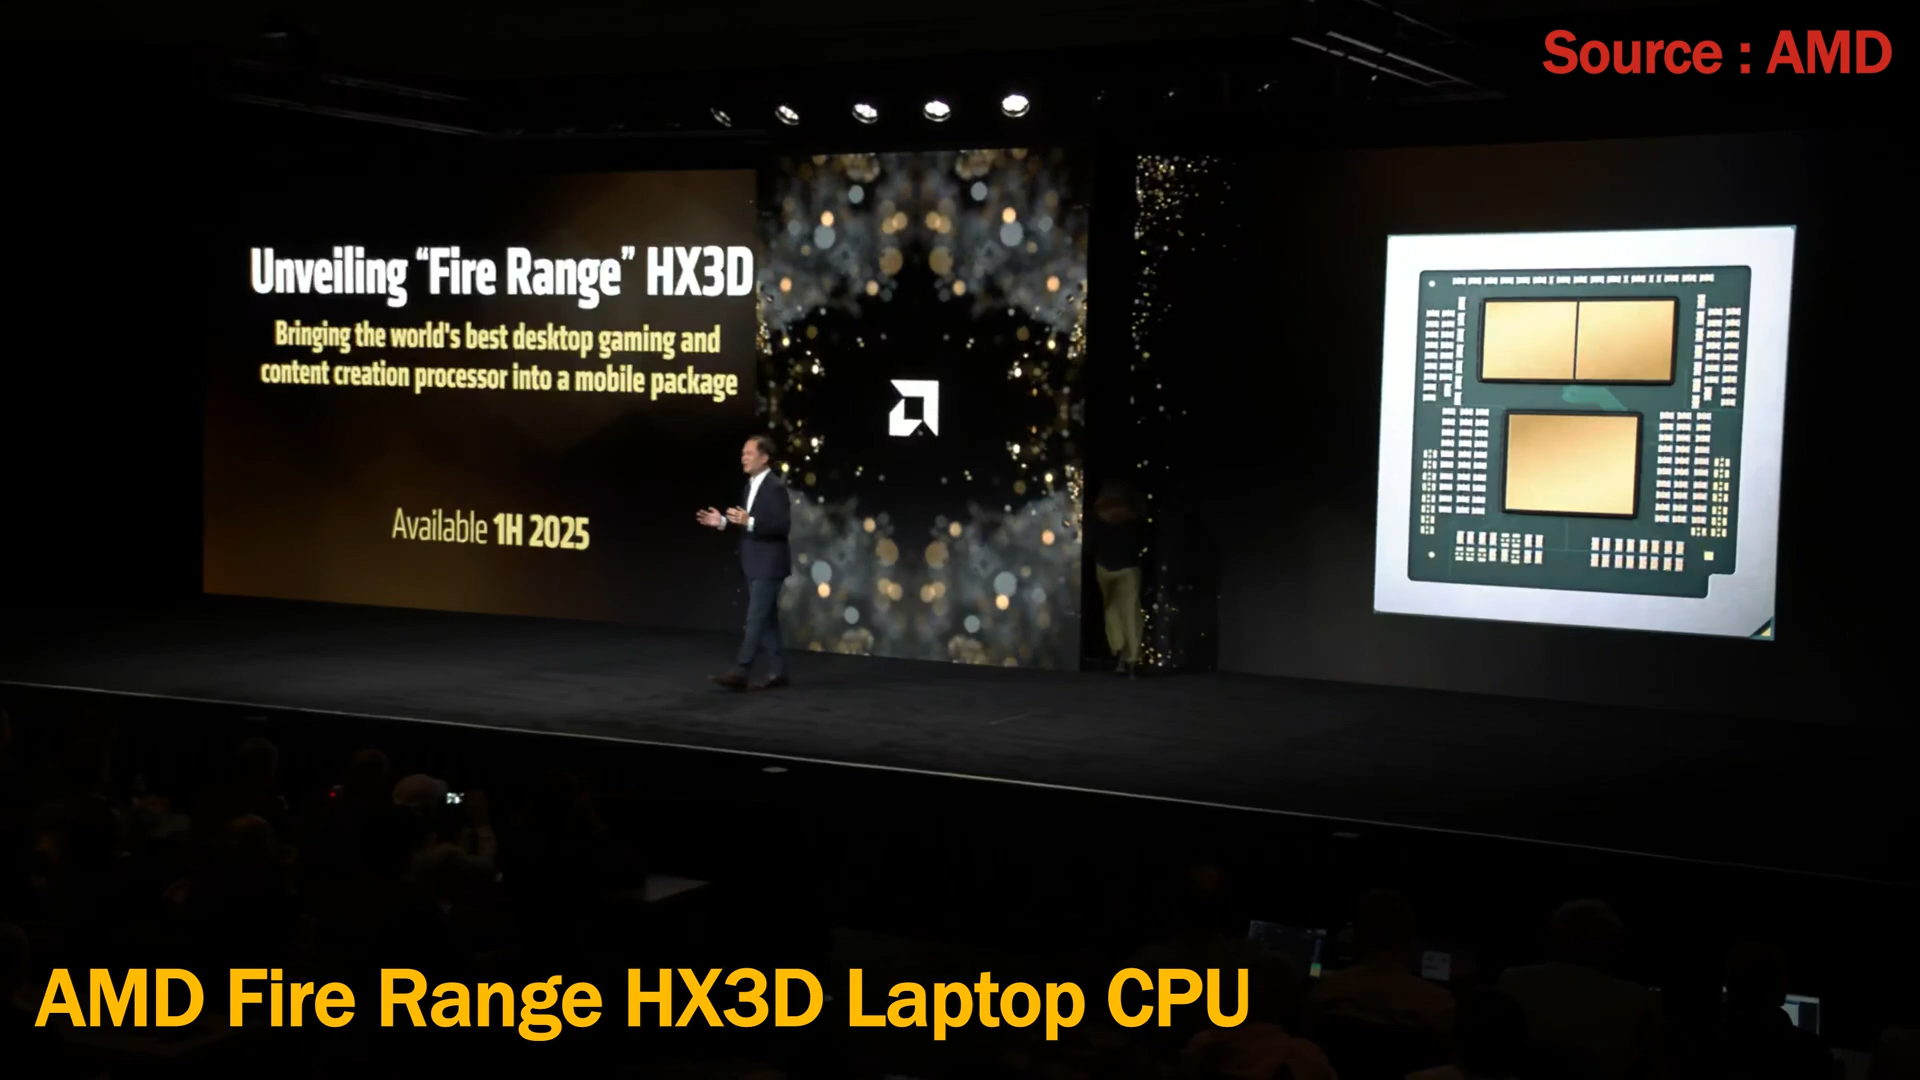 Source : AMD
Unveiling “Fire Range” HX3D
Bringing the world's best desktop gaming and
content creation processor into a mobile package
Available 1H 2025
AMD Fire Range HX3D Laptop CPU